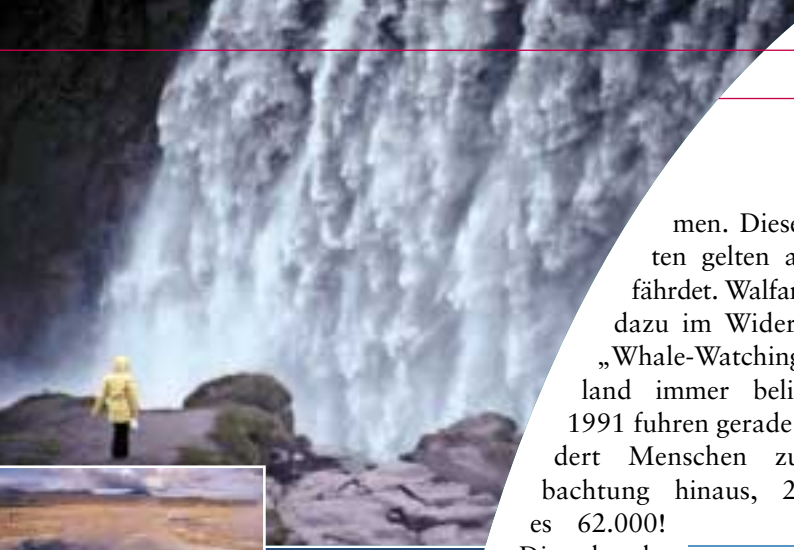 men. Diese
ten gelten a
fährdet. Walfan
dazu im Wider
„Whale-Watching
land immer beli
1991 fuhren gerade
dert Menschen zu
bachtung hinaus, 2
es 62.000!